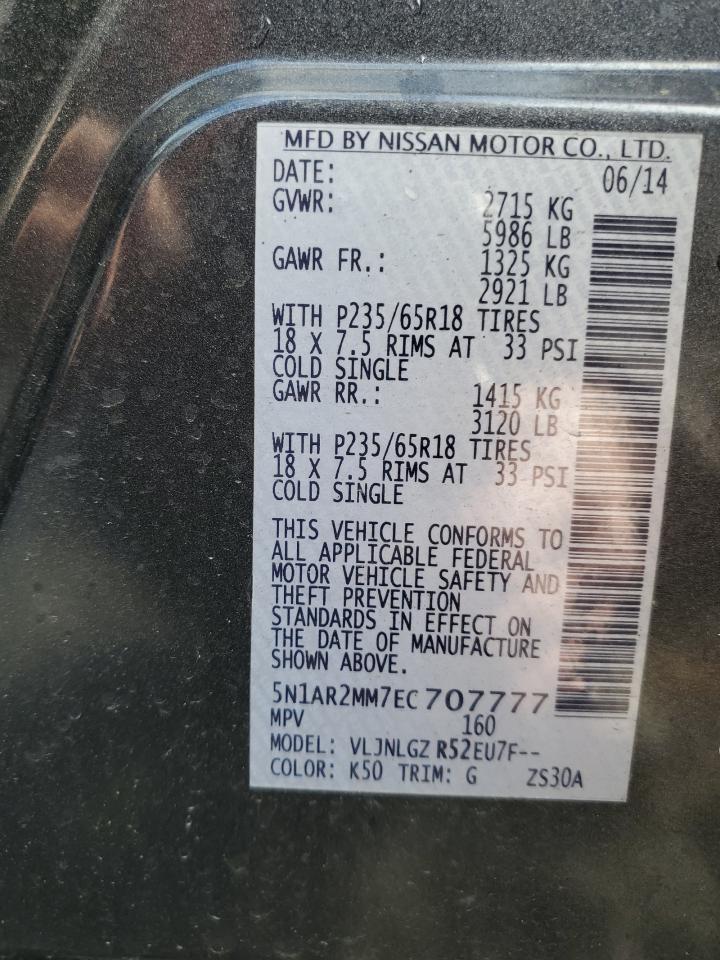 MFD BY NISSAN MOTOR CO., LTD.
DATE: 06/14
GVWR: 2715 KG
5986 LB
GAWR FR.: 1325 KG
2921 LB
WITH P235/65R18 TIRES
18 X 7.5 RIMS AT 33 PSI
COLD SINGLE
GAWR RR.: 1415 KG
3120 LB
WITH P235/65R18 TIRES
18 X 7.5 RIMS AT 33 PSI
COLD SINGLE
THIS VEHICLE CONFORMS TO
ALL APPLICABLE FEDERAL
MOTOR VEHICLE SAFETY AND
THEFT PREVENTION
STANDARDS IN EFFECT ON
THE DATE OF MANUFACTURE
SHOWN ABOVE.
5N1AR2MM7EC 707777
MPV 160
MODEL: VLJNLGZ R52EU7F--
COLOR: K50 TRIM: G ZS30A